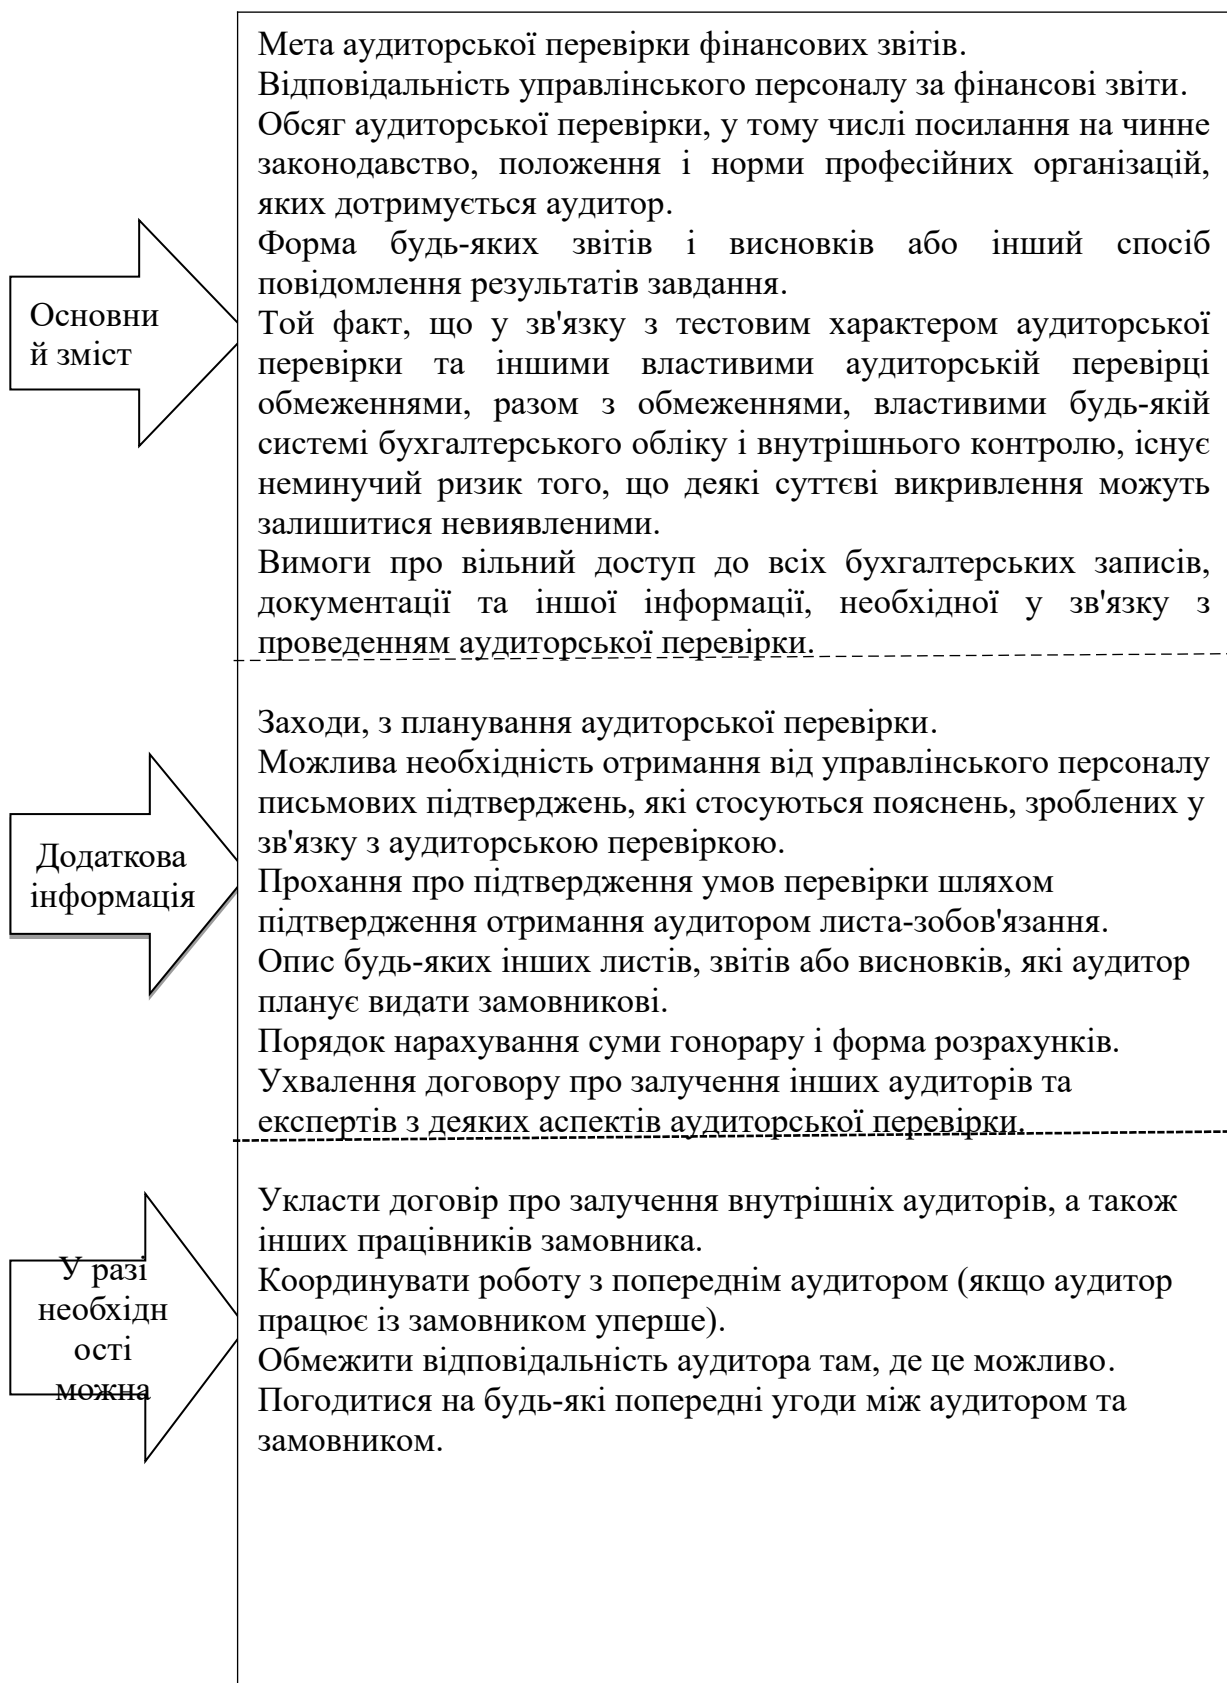 Мета аудиторської перевірки фінансових звітів.
Відповідальність управлінського персоналу за фінансові звіти.
Обсяг аудиторської перевірки, у тому числі посилання на чинне
законодавство, положення і норми професійних організацій,
яких дотримується аудитор.
Форма будь-яких звітів і висновків або інший спосіб
повідомлення результатів завдання.
Основни
й зміст
Той факт, що у зв'язку з тестовим характером аудиторської
перевірки та іншими властивими аудиторській перевірці
обмеженнями, разом з обмеженнями, властивими будь-якій
системі бухгалтерського обліку і внутрішнього контролю, існує
неминучий ризик того, що деякі суттєві викривлення можуть
залишитися невиявленими.
Вимоги про вільний доступ до всіх бухгалтерських записів,
документації та іншої інформації, необхідної у зв'язку з
проведенням аудиторської перевірки.
Заходи, з планування аудиторської перевірки.
Можлива необхідність отримання від управлінського персоналу
письмових підтверджень, які стосуються пояснень, зроблених у
зв'язку з аудиторською перевіркою.
Додаткова
інформація
Прохання про підтвердження умов перевірки шляхом
підтвердження отримання аудитором листа-зобов'язання.
Опис будь-яких інших листів, звітів або висновків, які аудитор
планує видати замовникові.
Порядок нарахування суми гонорару і форма розрахунків.
Ухвалення договору про залучення інших аудиторів та
експертів з деяких аспектів аудиторської перевірки.
Укласти договір про залучення внутрішніх аудиторів, а також
інших працівників замовника.
У разі
необхідн
ості
можна
Координувати роботу з попереднім аудитором (якщо аудитор
працює із замовником уперше).
Обмежити відповідальність аудитора там, де це можливо.
Погодитися на будь-які попередні угоди між аудитором та
замовником.